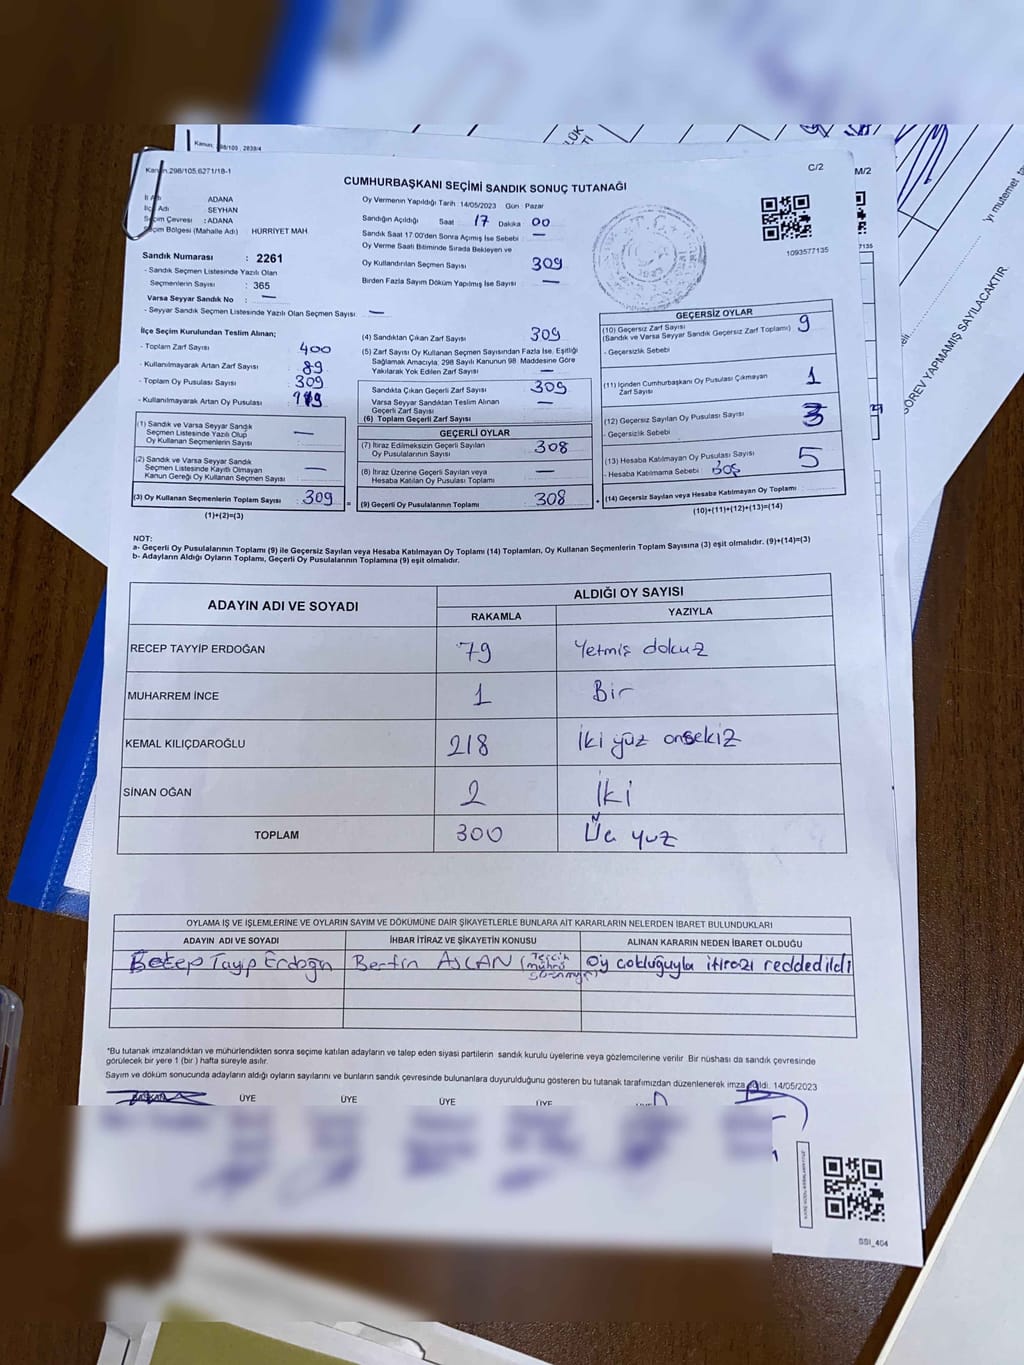 Kanun, 298/105, 2839/4
Kanun.298/105,6271/18-1
C/2
M/2
CUMHURBAŞKANI SEÇİMİ SANDIK SONUÇ TUTANAĞI
İl Adı : ADANA
İlçe Adı : SEYHAN
Seçim Çevresi : ADANA
Seçim Bölgesi (Mahalle Adı) HÜRRİYET MAH.
Oy Vermenin Yapıldığı Tarih : 14/05/2023 Gün : Pazar
Sandığın Açıldığı Saat 17 Dakika 00
Sandık Saat 17.00'den Sonra Açımış İse Sebebi —
Oy Verme Saati Bitiminde Sırada Bekleyen ve
Oy Kullandırılan Seçmen Sayısı 309
Birden Fazla Sayım Döküm Yapılmış İse Sayısı —
1093577135
Sandık Numarası : 2261
- Sandık Seçmen Listesinde Yazılı Olan
Seçmenlerin Sayısı : 365
Varsa Seyyar Sandık No : —
- Seyyar Sandık Seçmen Listesinde Yazılı Olan Seçmen Sayısı : —
İlçe Seçim Kurulundan Teslim Alınan;
- Toplam Zarf Sayısı : 400
- Kullanılmayarak Artan Zarf Sayısı : 89
- Toplam Oy Pusulası Sayısı : 309
- Kullanılmayarak Artan Oy Pusulası :
(1) Sandık ve Varsa Seyyar Sandık
Seçmen Listesinde Yazılı Olup
Oy Kullanan Seçmenlerin Sayısı : —
(2) Sandık ve Varsa Seyyar Sandık
Seçmen Listesinde Kayıtlı Olmayan
Kanun Gereği Oy Kullanan Seçmen Sayısı : —
(3) Oy Kullanan Seçmenlerin Toplam Sayısı : 309 =
(1)+(2)=(3)
(4) Sandıktan Çıkan Zarf Sayısı : 309
(5) Zarf Sayısı Oy Kullanan Seçmen Sayısından Fazla İse, Eşitliği
Sağlamak Amacıyla; 298 Sayılı Kanunun 98. Maddesine Göre
Yakılarak Yok Edilen Zarf Sayısı : —
Sandıkta Çıkan Geçerli Zarf Sayısı : 309
Varsa Seyyar Sandıktan Teslim Alınan
Geçerli Zarf Sayısı : —
(6) Toplam Geçerli Zarf Sayısı :
GEÇERLİ OYLAR
(7) İtiraz Edilmeksizin Geçerli Sayılan
Oy Pusulalarının Sayısı : 308
(8) İtiraz Üzerine Geçerli Sayılan veya
Hesaba Katılan Oy Pusulası Toplamı : —
(9) Geçerli Oy Pusulalarının Toplamı : 308 +
GEÇERSİZ OYLAR
(10) Geçersiz Zarf Sayısı
(Sandık ve Varsa Seyyar Sandık Geçersiz Zarf Toplamı) : 9
- Geçersizlik Sebebi :
(11) İçinden Cumhurbaşkanı Oy Pusulası Çıkmayan
Zarf Sayısı : 1
(12) Geçersiz Sayılan Oy Pusulası Sayısı : 3
- Geçersizlik Sebebi :
(13) Hesaba Katılmayan Oy Pusulası Sayısı : 5
- Hesaba Katılmama Sebebi : boş
(14) Geçersiz Sayılan veya Hesaba Katılmayan Oy Toplamı :
(10)+(11)+(12)+(13)=(14)
NOT:
a- Geçerli Oy Pusulalarının Toplamı (9) ile Geçersiz Sayılan veya Hesaba Katılmayan Oy Toplamı (14) Toplamları, Oy Kullanan Seçmenlerin Toplam Sayısına (3) eşit olmalıdır. (9)+(14)=(3)
b- Adayların Aldığı Oyların Toplamı, Geçerli Oy Pusulalarının Toplamına (9) eşit olmalıdır.
ADAYIN ADI VE SOYADI
ALDIĞI OY SAYISI
RAKAMLA YAZIYLA
RECEP TAYYİP ERDOĞAN 79 Yetmiş dokuz
MUHARREM İNCE 1 Bir
KEMAL KILIÇDAROĞLU 218 İki yüz onsekiz
SİNAN OĞAN 2 İki
TOPLAM 300 Üç yuz
OYLAMA İŞ VE İŞLEMLERİNE VE OYLARIN SAYIM VE DÖKÜMÜNE DAİR ŞİKAYETLERLE BUNLARA AİT KARARLARIN NELERDEN İBARET BULUNDUKLARI
ADAYIN ADI VE SOYADI İHBAR İTİRAZ VE ŞİKAYETİN KONUSU ALINAN KARARIN NEDEN İBARET OLDUĞU
Recep Tayip Erdoğn ASLAN (Tercih mührü Oy çokluğuyla itirazı reddedildi
*Bu tutanak imzalandıktan ve mühürlendikten sonra seçime katılan adayların ve talep eden siyasi partilerin sandık kurulu üyelerine veya gözlemcilerine verilir. Bir nüshası da sandık çevresinde
görülecek bir yere 1 (bir ) hafta süreyle asılır.
Sayım ve döküm sonucunda adayların aldığı oyların sayılarını ve bunların sandık çevresinde bulunanlara duyurulduğunu gösteren bu tutanak tarafımızdan düzenlenerek imza 14/05/2023
BAŞKAN ÜYE ÜYE ÜYE ÜYE
SSI_404
yı mutemet
GÖREV YAPMAMIŞ SAYILACAKTIR.